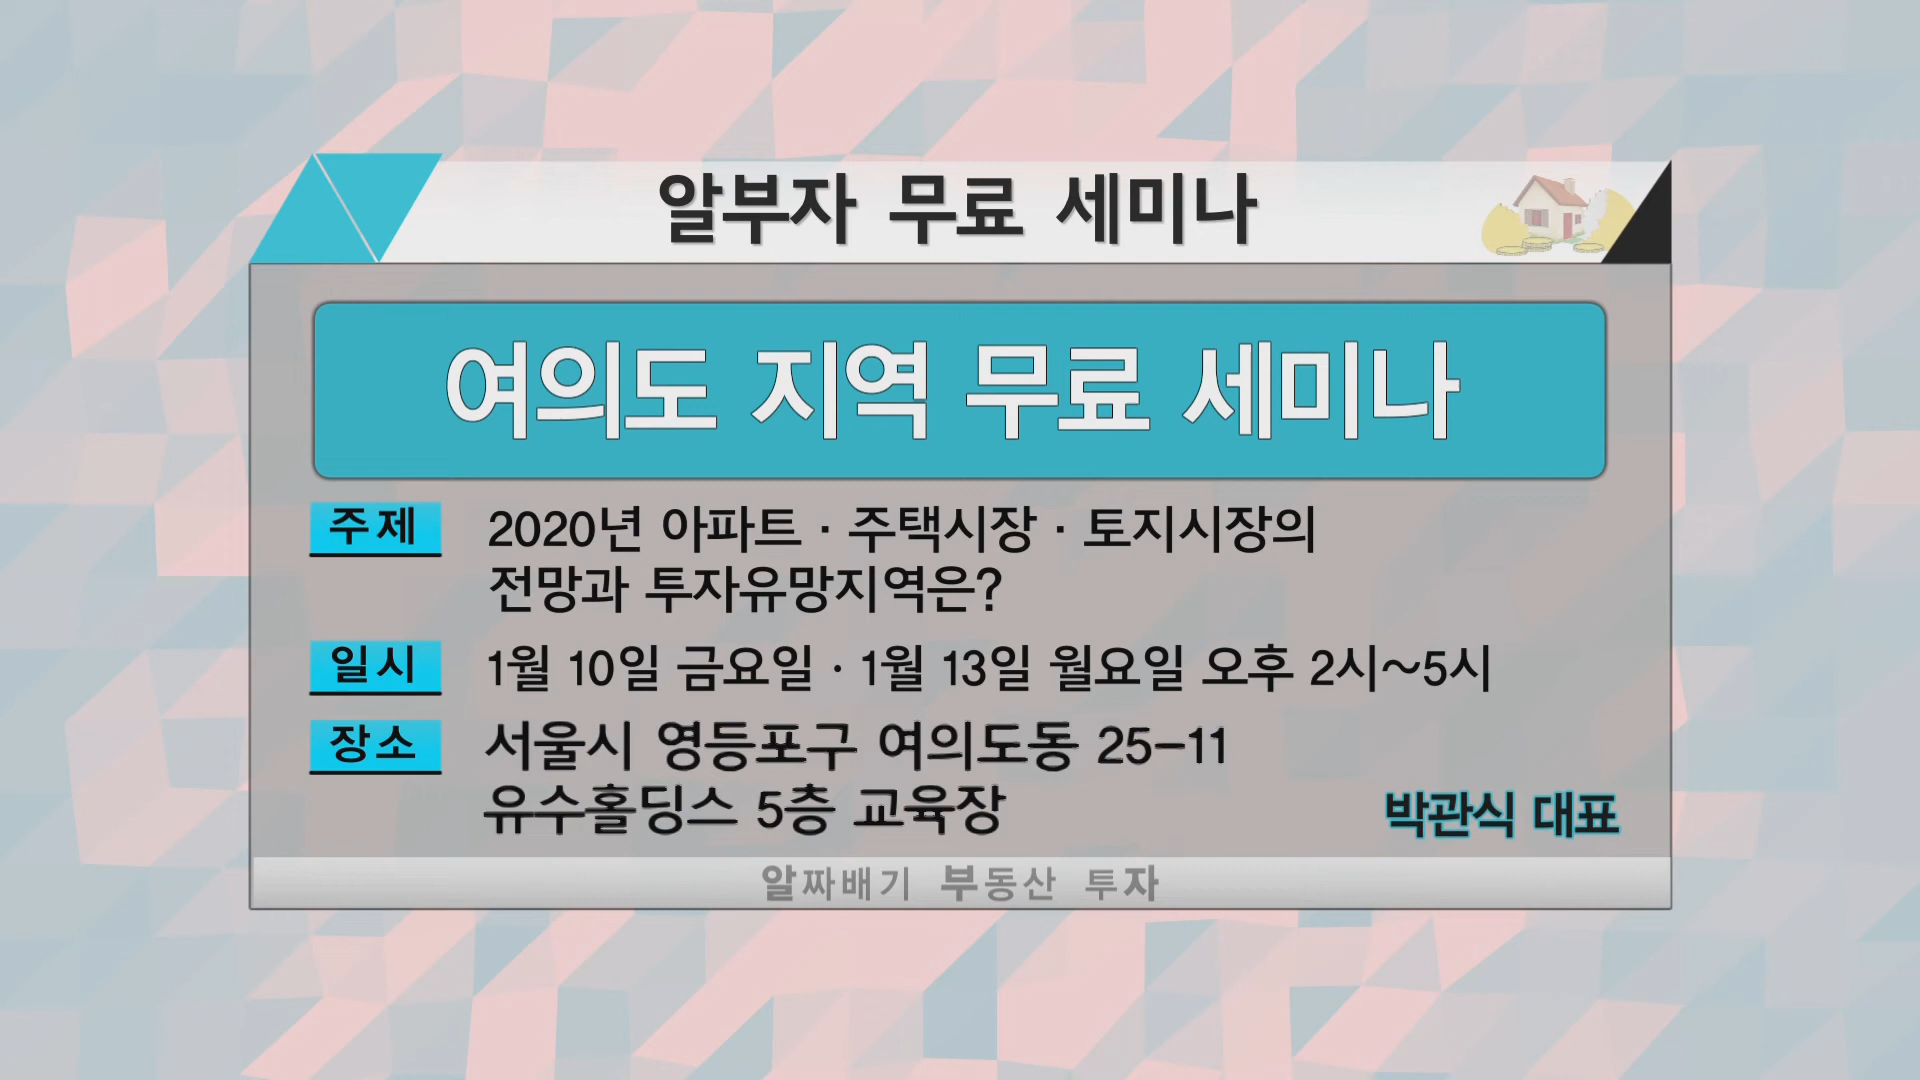 알부자 무료 세미나
여의도 지역 무료 세미나
주제 2020년 아파트 · 주택시장 · 토지시장의
전망과 투자유망지역은?
일시 1월 10일 금요일 · 1월 13일 월요일 오후 2시~5시
장소 서울시 영등포구 여의도동 25-11
유수홀딩스 5층 교육장
박관식 대표
알짜배기 부동산 투자